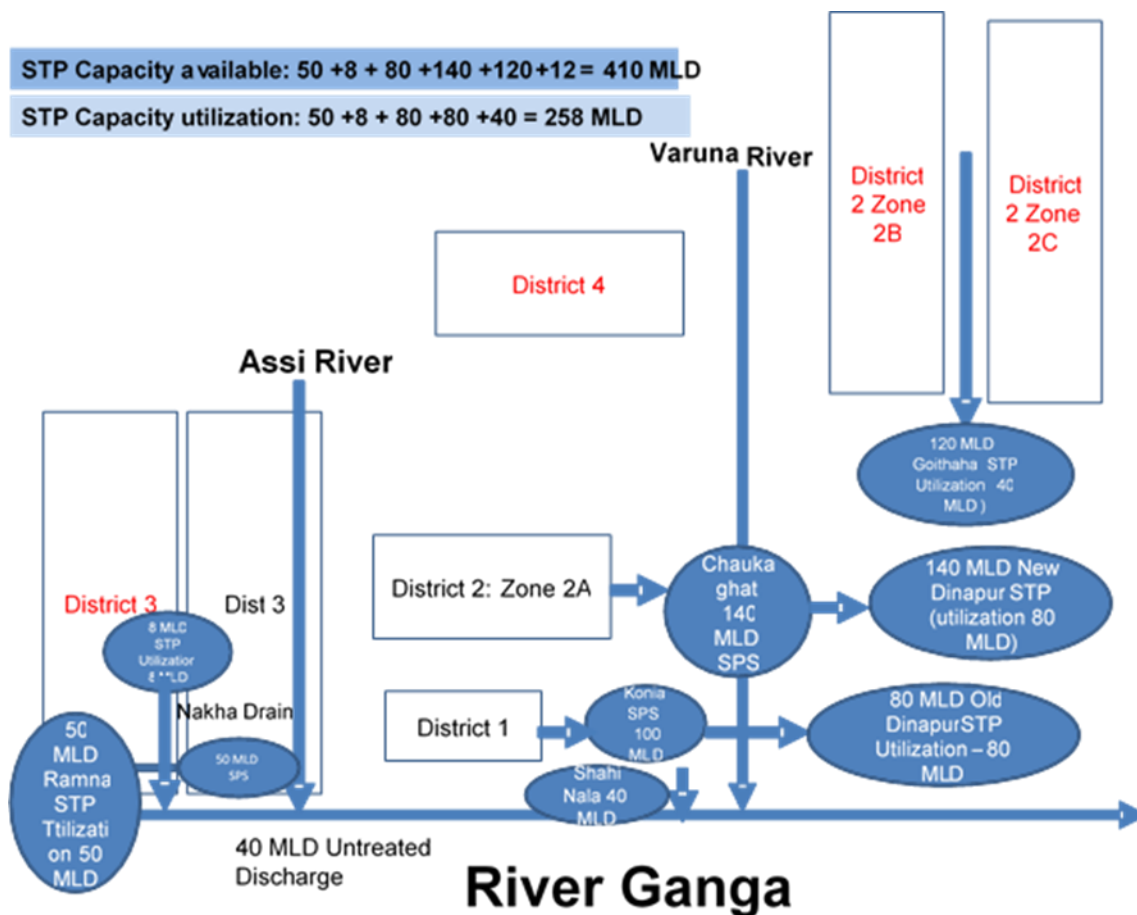 STP Capacity available: 50 +8 + 80 +140 +120+12 = 410 MLD
STP Capacity utilization: 50 +8 + 80 +80 +40 = 258 MLD
Varuna River
District
2 Zone
2B
District
2 Zone
2C
District 4
Assi River
120 MLD
Goithaha STP
Utilization 40
MLD )
District 3
Dist 3
District 2: Zone 2A
Chauka
ghat
140
MLD
SPS
140 MLD New
Dinapur STP
(utilization 80
MLD)
8 MLD
STP
Utilization
8 MLD
Nakha Drain
50 MLD
SPS
50
MLD
Ramna
STP
Ttilizati
on 50
MLD
District 1
Konia
SPS
100
MLD
80 MLD Old
DinapurSTP
Utilization – 80
MLD
Shahi
Nala 40
MLD
40 MLD Untreated
Discharge
River Ganga